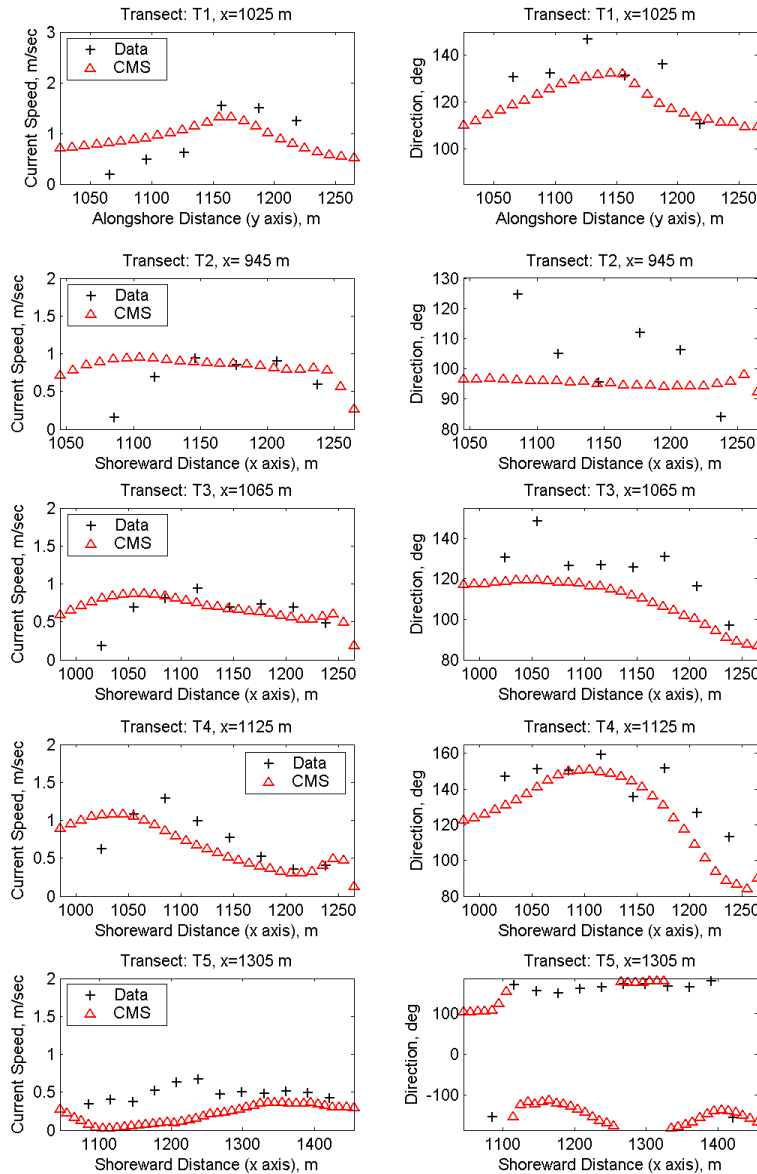 Transect: T1, x=1025 m
3
2
1
0
Current Speed, m/sec
Data
CMS
1050 1100 1150 1200 1250
Alongshore Distance (y axis), m
Transect: T1, x=1025 m
140
120
100
Direction, deg
1050 1100 1150 1200 1250
Alongshore Distance (y axis), m
Transect: T2, x= 945 m
2
1.5
1
0.5
0
Current Speed, m/sec
Data
CMS
1050 1100 1150 1200 1250
Shoreward Distance (x axis), m
Transect: T2, x= 945 m
130
120
110
100
90
80
Direction, deg
1050 1100 1150 1200 1250
Shoreward Distance (x axis), m
Transect: T3, x=1065 m
2
1.5
1
0.5
0
Current Speed, m/sec
Data
CMS
1000 1050 1100 1150 1200 1250
Shoreward Distance (x axis), m
Transect: T3, x=1065 m
140
120
100
80
Direction, deg
1000 1050 1100 1150 1200 1250
Shoreward Distance (x axis), m
Transect: T4, x=1125 m
2
1.5
1
0.5
0
Current Speed, m/sec
Data
CMS
1000 1050 1100 1150 1200 1250
Shoreward Distance (x axis), m
Transect: T4, x=1125 m
160
140
120
100
80
Direction, deg
1000 1050 1100 1150 1200 1250
Shoreward Distance (x axis), m
Transect: T5, x=1305 m
2
1.5
1
0.5
0
Current Speed, m/sec
Data
CMS
1100 1200 1300 1400
Shoreward Distance (x axis), m
Transect: T5, x=1305 m
100
0
-100
Direction, deg
1100 1200 1300 1400
Shoreward Distance (x axis), m